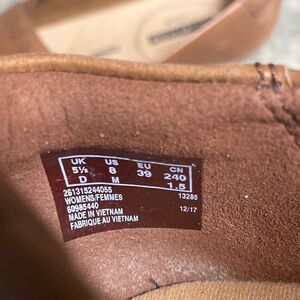 UK US EU CN
5½ 8 39 240
D M 1.5
261315244055
WOMENS/FEMMES 13285
60985440
MADE IN VIETNAM 12/17
FABRIQUE AU VIETNAM